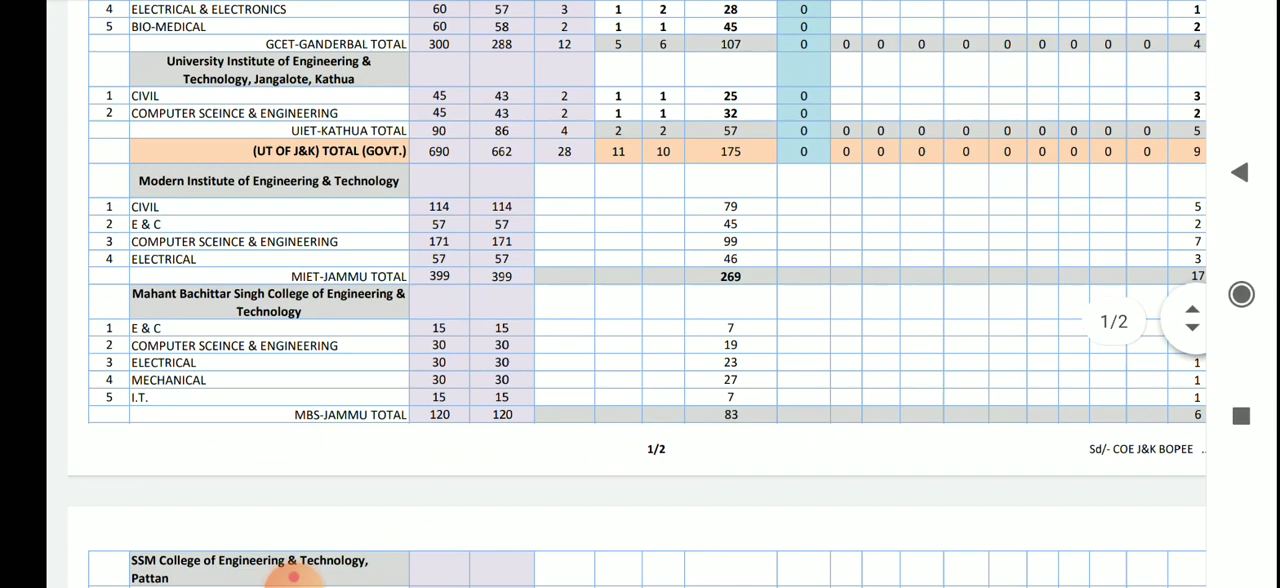 4 ELECTRICAL & ELECTRONICS 60 57 3 1 2 28 0 1
5 BIO-MEDICAL 60 58 2 1 1 45 0 2
GCET-GANDERBAL TOTAL 300 288 12 5 6 107 0 0 0 0 0 0 0 0 0 0 4
University Institute of Engineering &
Technology, Jangalote, Kathua
1 CIVIL 45 43 2 1 1 25 0 3
2 COMPUTER SCEINCE & ENGINEERING 45 43 2 1 1 32 0 2
UIET-KATHUA TOTAL 90 86 4 2 2 57 0 0 0 0 0 0 0 0 0 0 5
(UT OF J&K) TOTAL (GOVT.) 690 662 28 11 10 175 0 0 0 0 0 0 0 0 0 0 9
Modern Institute of Engineering & Technology
1 CIVIL 114 114 79 5
2 E & C 57 57 45 2
3 COMPUTER SCEINCE & ENGINEERING 171 171 99 7
4 ELECTRICAL 57 57 46 3
MIET-JAMMU TOTAL 399 399 269 17
Mahant Bachittar Singh College of Engineering &
Technology
1/2
1 E & C 15 15 7
2 COMPUTER SCEINCE & ENGINEERING 30 30 19
3 ELECTRICAL 30 30 23 1
4 MECHANICAL 30 30 27 1
5 I.T. 15 15 7 1
MBS-JAMMU TOTAL 120 120 83 6
1/2 Sd/- COE J&K BOPEE ..
SSM College of Engineering & Technology,
Pattan